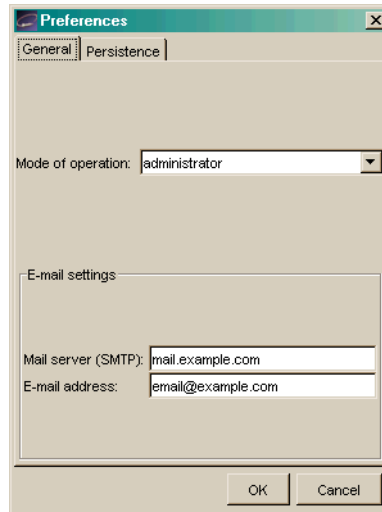 Preferences
General Persistence
Mode of operation: administrator
E-mail settings
Mail server (SMTP): mail.example.com
E-mail address: email@example.com
OK Cancel